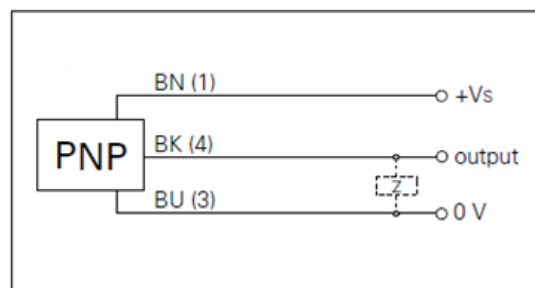 BN (1)
+Vs
PNP
BK (4)
output
Z
BU (3)
0 V